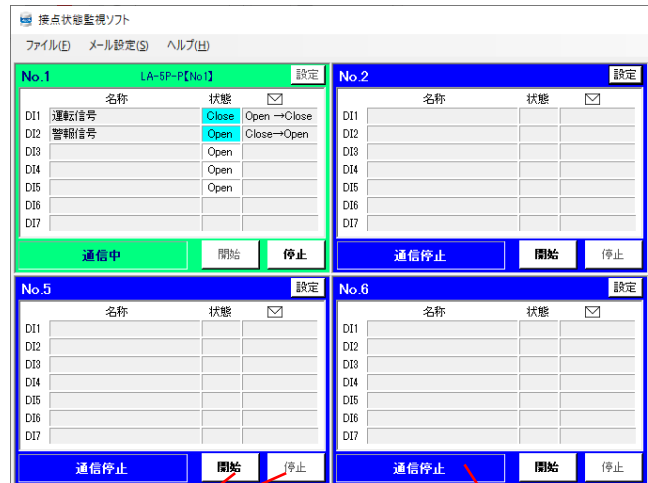 接点状態監視ソフト
ファイル(F) メール設定(S) ヘルプ(H)
No.1 LA-5P-P【No1】 設定
名称 状態
DI1 運転信号 Close Open →Close
DI2 警報信号 Open Close→Open
DI3 Open
DI4 Open
DI5 Open
DI6
DI7
通信中 開始 停止
No.2 設定
名称 状態
DI1
DI2
DI3
DI4
DI5
DI6
DI7
通信停止 開始 停止
No.5 設定
名称 状態
DI1
DI2
DI3
DI4
DI5
DI6
DI7
通信停止 開始 停止
No.6 設定
名称 状態
DI1
DI2
DI3
DI4
DI5
DI6
DI7
通信停止 開始 停止